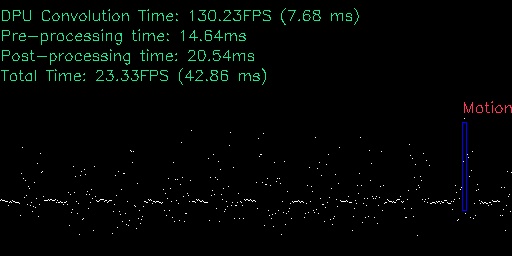 DPU Convolution Time: 130.23FPS (7.68 ms)
Pre-processing time: 14.64ms
Post-processing time: 20.54ms
Total Time: 23.33FPS (42.86 ms)
Motion